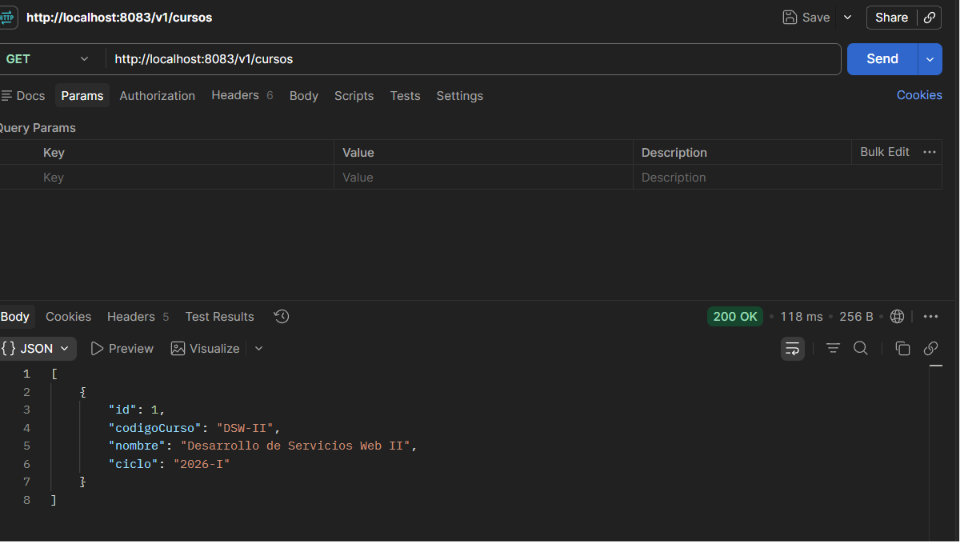 HTTP http://localhost:8083/v1/cursos Save Share
GET http://localhost:8083/v1/cursos Send
Docs Params Authorization Headers 6 Body Scripts Tests Settings Cookies
Query Params
Key Value Description Bulk Edit
Key Value Description
Body Cookies Headers 5 Test Results 200 OK 118 ms 256 B
{} JSON Preview Visualize
1 [
2 {
3 "id": 1,
4 "codigoCurso": "DSW-II",
5 "nombre": "Desarrollo de Servicios Web II",
6 "ciclo": "2026-I"
7 }
8 ]